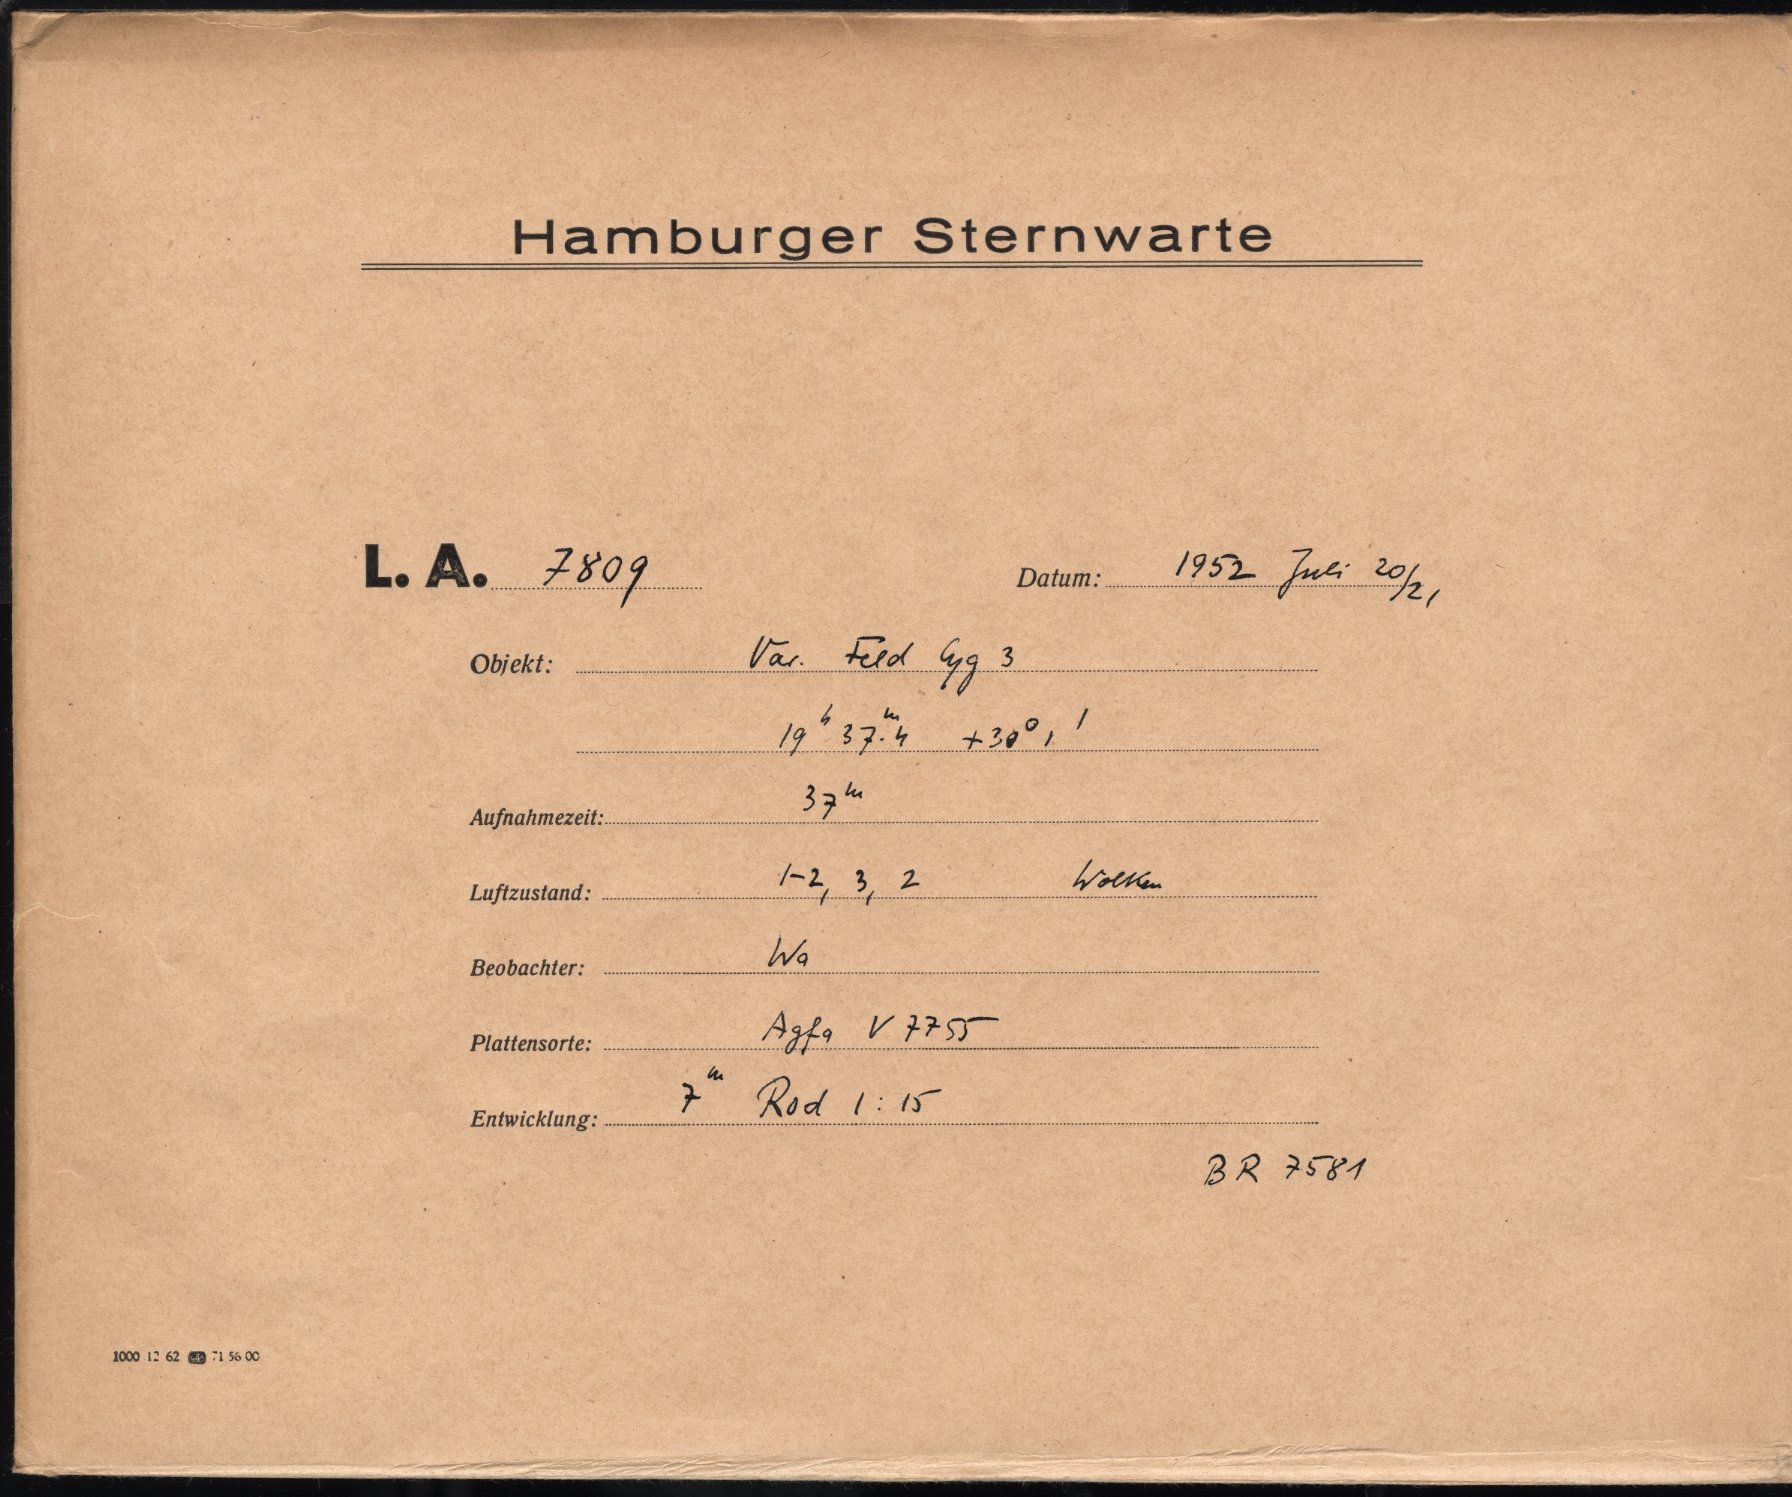 Hamburger Sternwarte
L. A. 7809 Datum: 1952 Juli 20/21
Objekt: Var. Feld Cyg 3
19ʰ 37ᵐ.4 +30° 1'
Aufnahmezeit: 37ᵐ
Luftzustand: 1-2, 3, 2 Wolken
Beobachter: Wa
Plattensorte: Agfa V 7755
Entwicklung: 7ᵐ Rod 1:15
BR 7581
1000 12 62 71 56 00